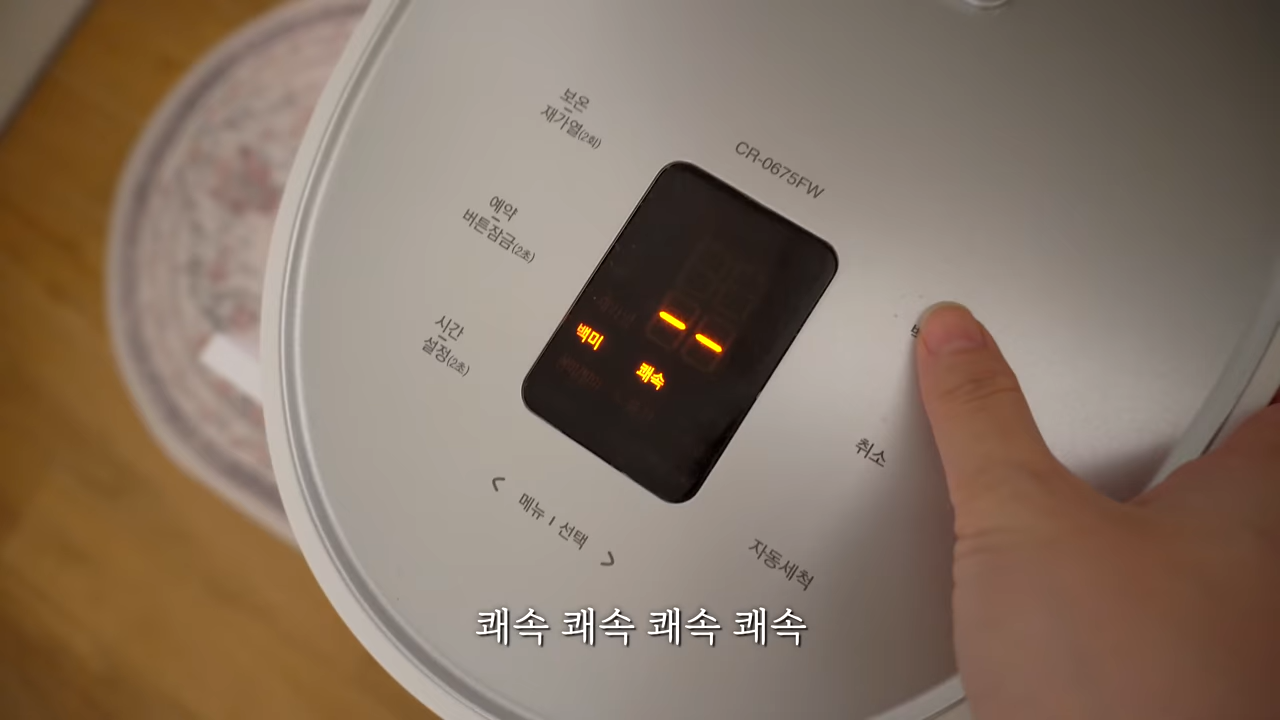 보온
재가열(2회)
CR-0675FW
예약
버튼잠금(2초)
시간
설정(2초)
백미
쾌속
취소
< 메뉴 I 선택 >
자동세척
쾌속 쾌속 쾌속 쾌속